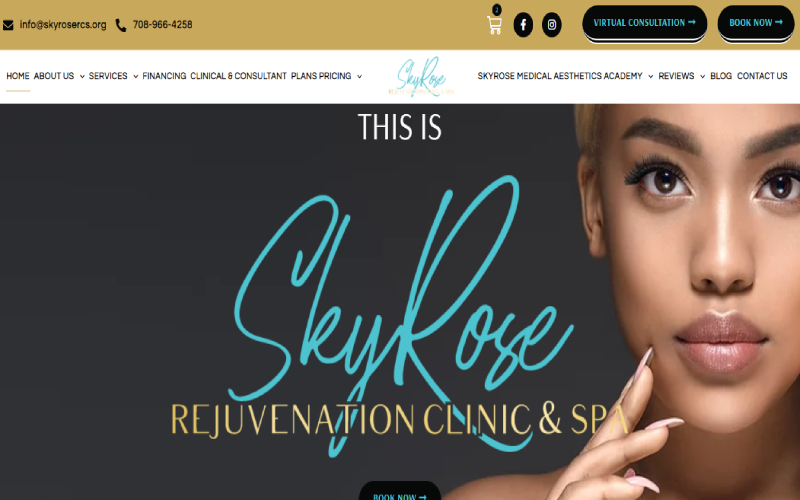 info@skyrosercs.org 708-966-4258 2 VIRTUAL CONSULTATION → BOOK NOW →
HOME ABOUT US SERVICES FINANCING CLINICAL & CONSULTANT PLANS PRICING SkyRose SKYROSE MEDICAL AESTHETICS ACADEMY REVIEWS BLOG CONTACT US
THIS IS
SkyRose
REJUVENATION CLINIC & SPA
BOOK NOW →